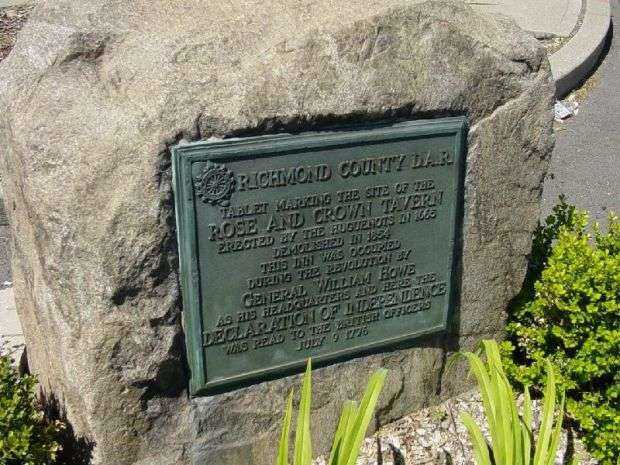 RICHMOND COUNTY D.A.R.
TABLET MARKING THE SITE OF THE
ROSE AND CROWN TAVERN
ERECTED BY THE HUGUENOTS IN 1665
DEMOLISHED IN 1854
THIS INN WAS OCCUPIED
DURING THE REVOLUTION BY
GENERAL WILLIAM HOWE
AS HIS HEADQUARTERS AND HERE THE
DECLARATION OF INDEPENDENCE
WAS READ TO THE BRITISH OFFICERS
JULY 9 1776